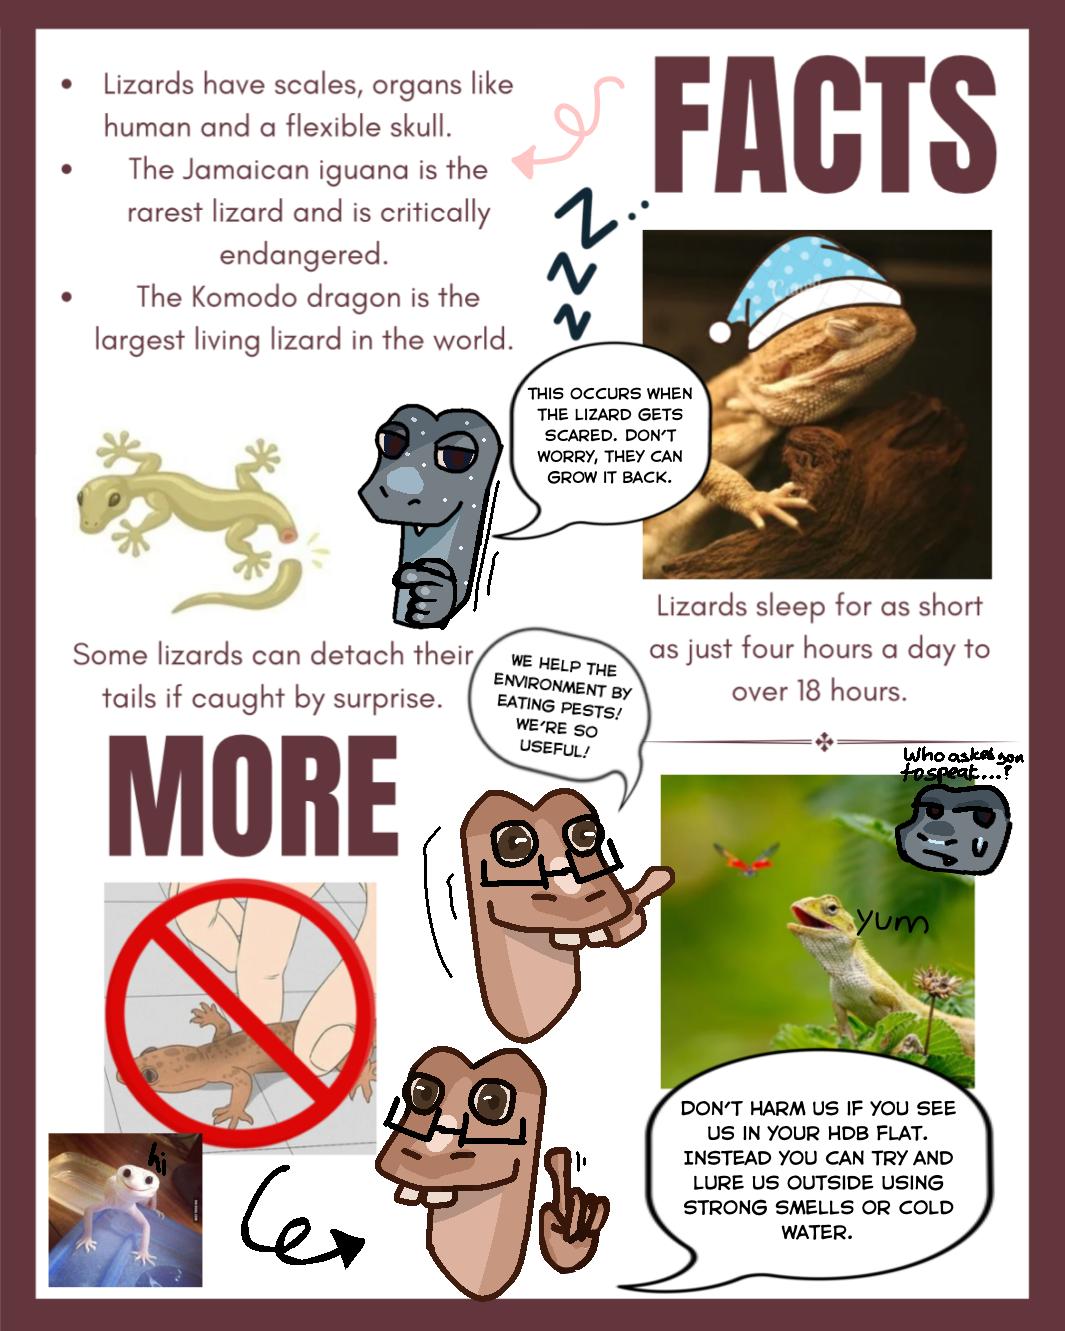 FACTS
Lizards have scales, organs like
human and a flexible skull.
The Jamaican iguana is the
rarest lizard and is critically
endangered.
The Komodo dragon is the
largest living lizard in the world.
Z..
Z
Z
THIS OCCURS WHEN
THE LIZARD GETS
SCARED. DON'T
WORRY, THEY CAN
GROW IT BACK.
Lizards sleep for as short
as just four hours a day to
over 18 hours.
Some lizards can detach their
tails if caught by surprise.
WE HELP THE
ENVIRONMENT BY
EATING PESTS!
WE'RE SO
USEFUL!
MORE
Who asked you
to speak...?
yum
hi
DON'T HARM US IF YOU SEE
US IN YOUR HDB FLAT.
INSTEAD YOU CAN TRY AND
LURE US OUTSIDE USING
STRONG SMELLS OR COLD
WATER.